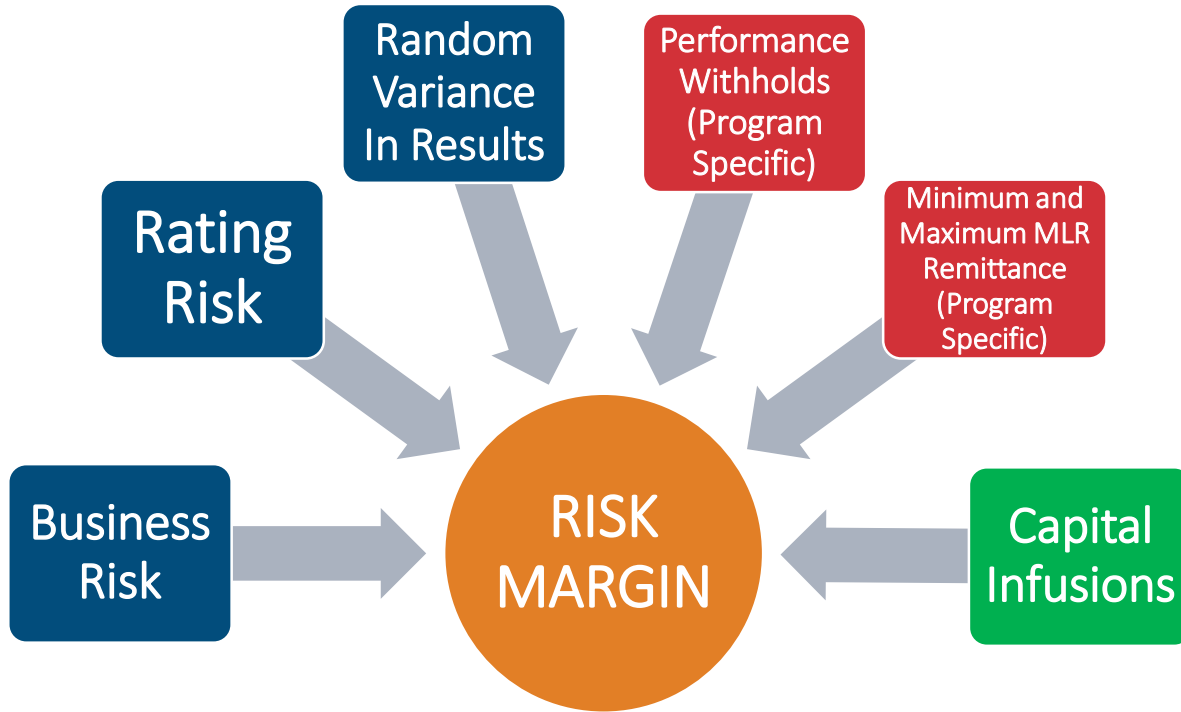 Random
Variance
In Results
Performance
Withholds
(Program
Specific)
Rating
Risk
Minimum and
Maximum MLR
Remittance
(Program
Specific)
Business
Risk
RISK
MARGIN
Capital
Infusions